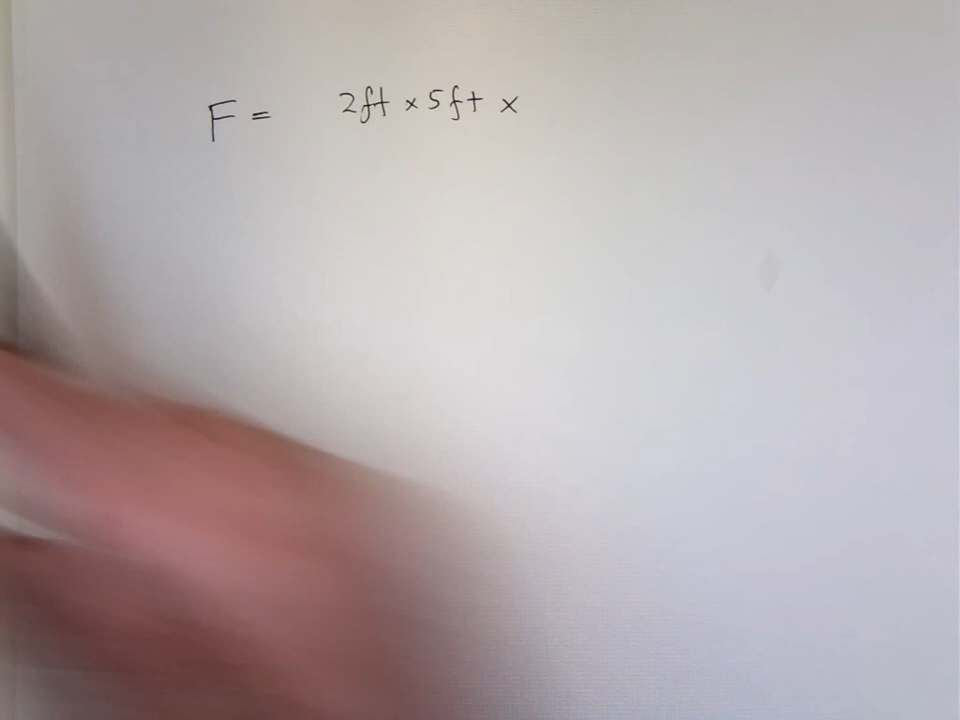 F = 2ft × 5ft ×